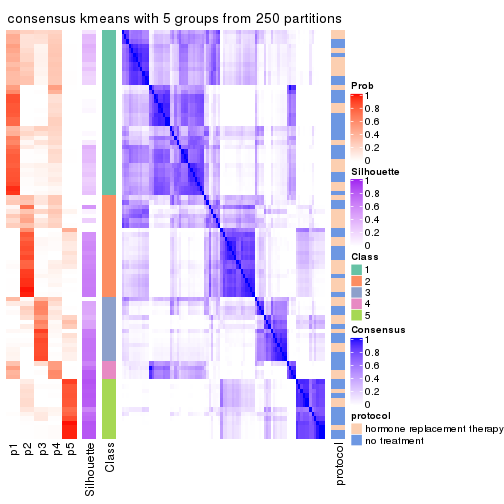 consensus kmeans with 5 groups from 250 partitions
Prob
1
0.8
0.6
0.4
0.2
0
Silhouette
1
0.8
0.6
0.4
0.2
0
Class
1
2
3
4
5
Consensus
1
0.8
0.6
0.4
0.2
0
protocol
hormone replacement therapy
no treatment
p1
p2
p3
p4
p5
Silhouette
Class
protocol